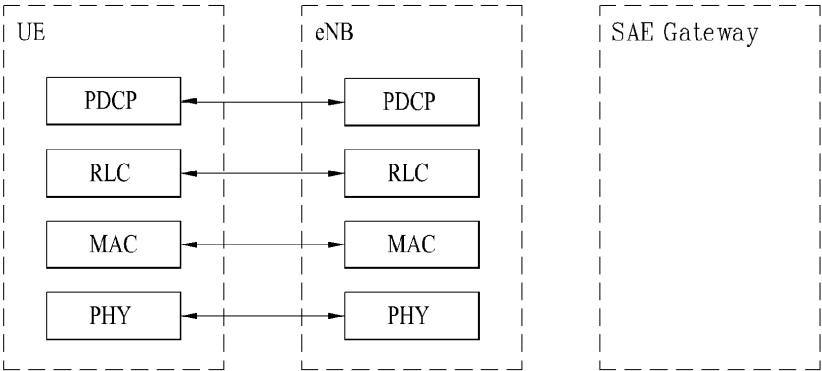 UE
eNB
SAE Gateway
PDCP
PDCP
RLC
RLC
MAC
MAC
PHY
PHY